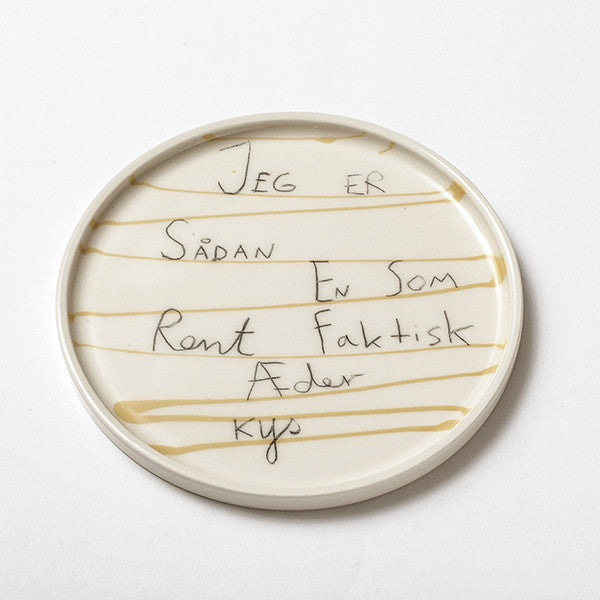 JEG ER
SÅDAN
EN SOM
Rent faktisk
Æder
kys